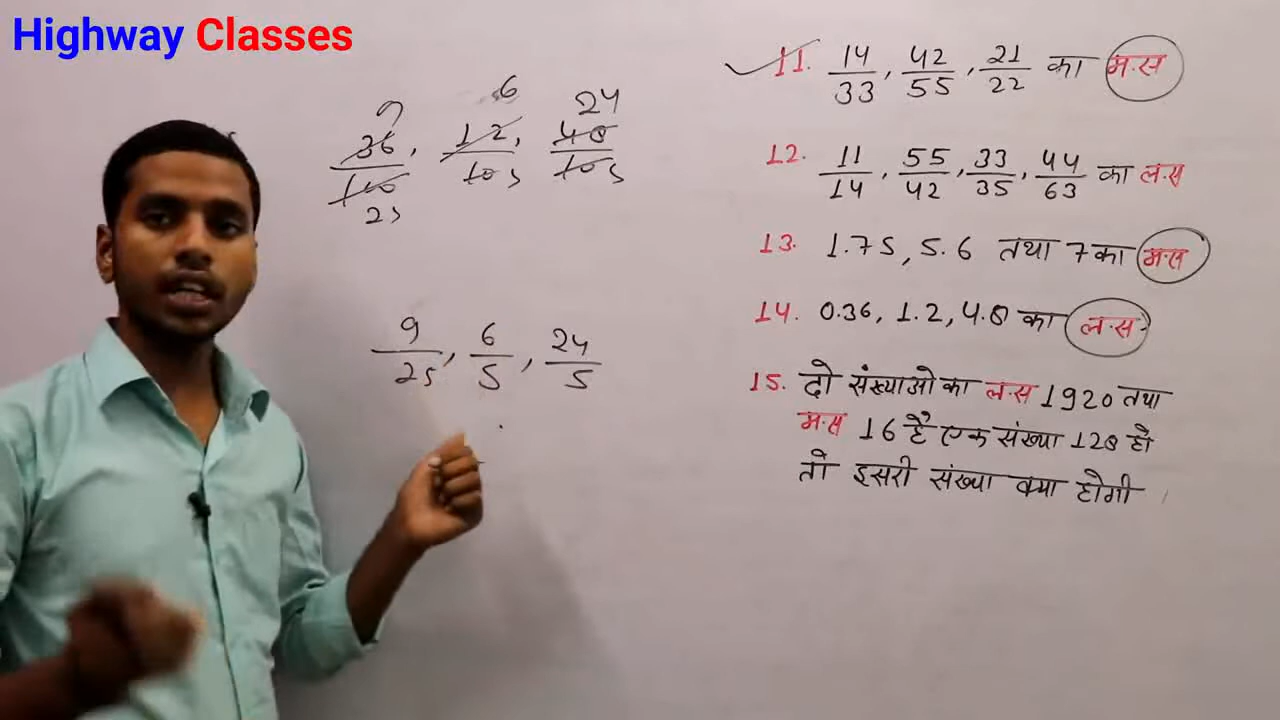 Highway Classes
9 6 24
36/100, 12/10, 48/10
25 5 5
9/25, 6/5, 24/5
11. 14/33, 42/55, 21/22 का म.स
12. 11/14, 55/42, 33/35, 44/63 का ल.स
13. 1.75, 5.6 तथा 7 का म.स
14. 0.36, 1.2, 4.8 का ल.स.
15. दो संख्याओ का ल.स 1920 तथा
म.स 16 है एक संख्या 128 हो
तो दुसरी संख्या क्या होगी